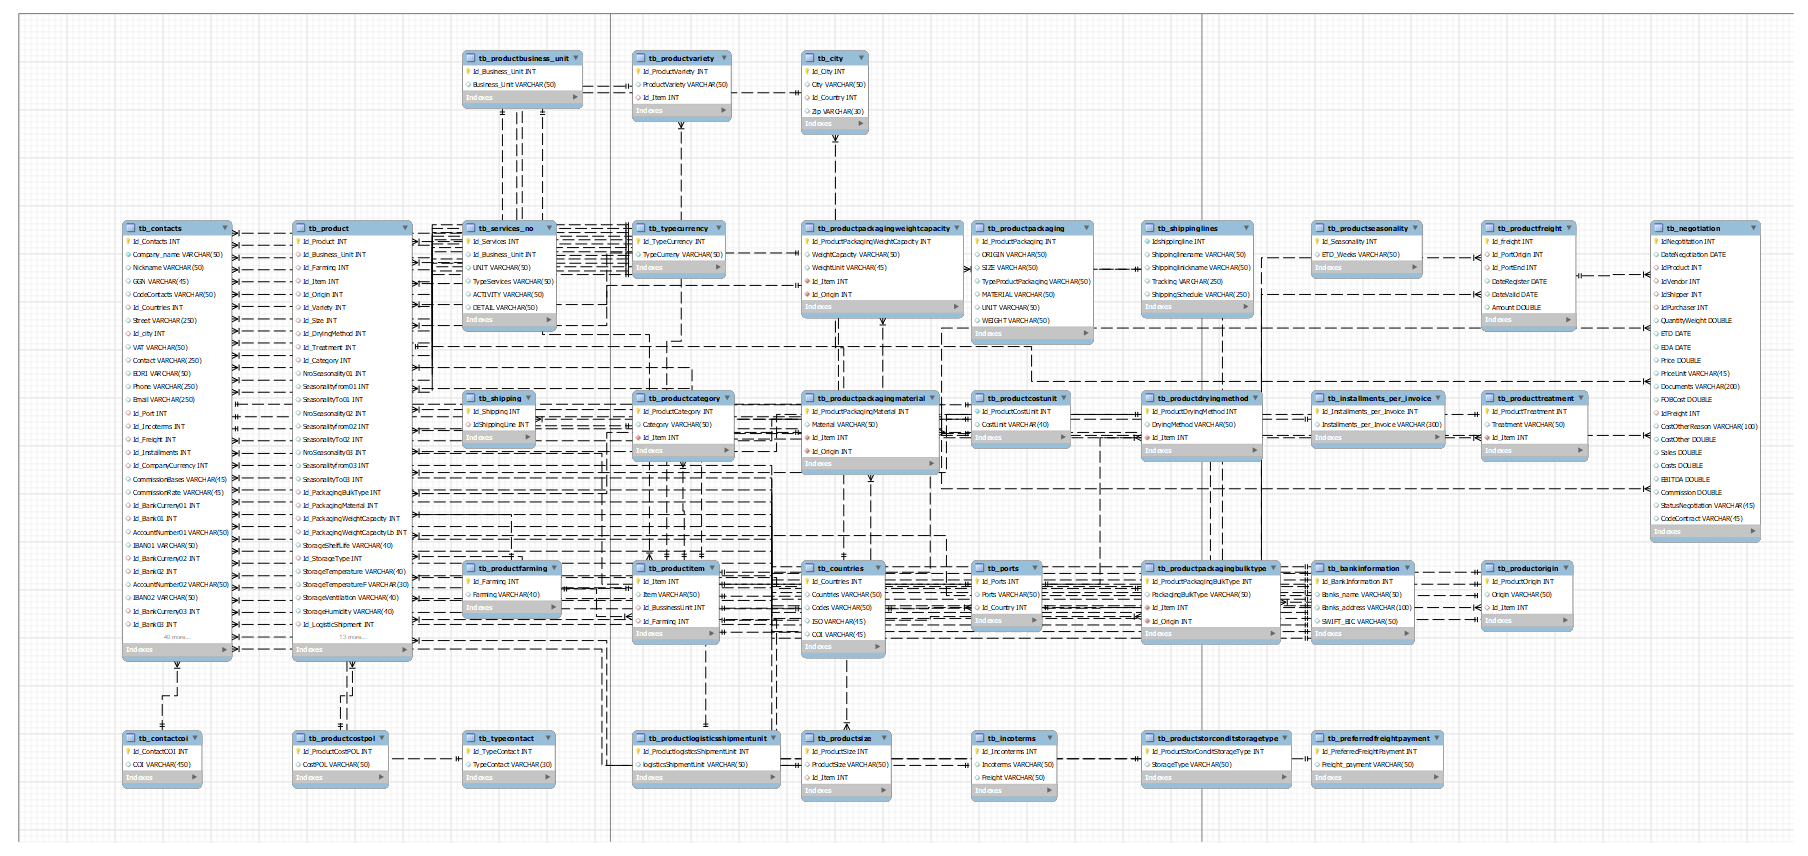 tb_productbusiness_unit
Id_Business_Unit INT
Business_Unit VARCHAR(50)
Indexes
tb_productvariety
Id_ProductVariety INT
ProductVariety VARCHAR(50)
Id_Item INT
Indexes
tb_city
Id_City INT
City VARCHAR(50)
Id_Country INT
Zip VARCHAR(30)
Indexes
tb_contacts
Id_Contacts INT
Company_name VARCHAR(50)
Nickname VARCHAR(50)
GGN VARCHAR(45)
CodeContacts VARCHAR(50)
Id_Countries INT
Street VARCHAR(250)
Id_city INT
VAT VARCHAR(50)
Contact VARCHAR(250)
EORI VARCHAR(50)
Phone VARCHAR(250)
Email VARCHAR(250)
Id_Port INT
Id_Incoterms INT
Id_Freight INT
Id_Installments INT
Id_CompanyCurrency INT
CommissionBases VARCHAR(45)
CommissionRate VARCHAR(45)
Id_BankCurreny01 INT
Id_Bank01 INT
AccountNumber01 VARCHAR(50)
IBAN01 VARCHAR(50)
Id_BankCurreny02 INT
Id_Bank02 INT
AccountNumber02 VARCHAR(50)
IBAN02 VARCHAR(50)
Id_BankCurreny03 INT
Id_Bank03 INT
40 more...
Indexes
tb_product
Id_Product INT
Id_Business_Unit INT
Id_Farming INT
Id_Item INT
Id_Origin INT
Id_Variety INT
Id_Size INT
Id_DryingMethod INT
Id_Treatment INT
Id_Category INT
NroSeasonality01 INT
Seasonalityfrom01 INT
SeasonalityTo01 INT
NroSeasonality02 INT
Seasonalityfrom02 INT
SeasonalityTo02 INT
NroSeasonality03 INT
Seasonalityfrom03 INT
SeasonalityTo03 INT
Id_PackagingBulkType INT
Id_PackagingMaterial INT
Id_PackagingWeightCapacity INT
Id_PackagingWeightCapacityLb INT
StorageShelfLife VARCHAR(40)
Id_StorageType INT
StorageTemperature VARCHAR(40)
StorageTemperatureF VARCHAR(30)
StorageVentilation VARCHAR(40)
StorageHumidity VARCHAR(40)
Id_LogisticShipment INT
13 more...
Indexes
tb_services_no
Id_Services INT
Id_Business_Unit INT
UNIT VARCHAR(50)
TypeServices VARCHAR(50)
ACTIVITY VARCHAR(50)
DETAIL VARCHAR(50)
Indexes
tb_typecurrency
Id_TypeCurrency INT
TypeCurreny VARCHAR(50)
Indexes
tb_productpackagingweightcapacity
Id_ProductPackagingWeightCapacity INT
WeightCapacity VARCHAR(50)
WeightUnit VARCHAR(45)
Id_Item INT
Id_Origin INT
Indexes
tb_productpackaging
Id_ProductPackaging INT
ORIGIN VARCHAR(50)
SIZE VARCHAR(50)
TypeProductPackaging VARCHAR(50)
MATERIAL VARCHAR(50)
UNIT VARCHAR(50)
WEIGHT VARCHAR(50)
Indexes
tb_shippinglines
Idshippingline INT
Shippinglinename VARCHAR(50)
Shippinglinickname VARCHAR(50)
Tracking VARCHAR(250)
ShippingSchedule VARCHAR(250)
Indexes
tb_productseasonality
Id_Seasonality INT
ETD_Weeks VARCHAR(50)
Indexes
tb_productfreight
Id_freight INT
Id_PortOrigin INT
Id_PortEnd INT
DateRegister DATE
DateValid DATE
Amount DOUBLE
Indexes
tb_negotiation
IdNegotitation INT
DateNegotiation DATE
IdProduct INT
IdVendor INT
IdShipper INT
IdPurchaser INT
QuantityWeight DOUBLE
ETD DATE
EDA DATE
Price DOUBLE
PriceUnit VARCHAR(45)
Documents VARCHAR(200)
FOBCost DOUBLE
IdFreight INT
CostOtherReason VARCHAR(100)
CostOther DOUBLE
Sales DOUBLE
Costs DOUBLE
EBITDA DOUBLE
Commission DOUBLE
StatusNegotiation VARCHAR(45)
CodeContract VARCHAR(45)
Indexes
tb_shipping
Id_Shipping INT
IdShippingLine INT
Indexes
tb_productcategory
Id_ProductCategory INT
Category VARCHAR(50)
Id_Item INT
Indexes
tb_productpackagingmaterial
Id_ProductPackagingMaterial INT
Material VARCHAR(50)
Id_Item INT
Id_Origin INT
Indexes
tb_productcostunit
Id_ProductCostUnit INT
CostUnit VARCHAR(40)
Indexes
tb_productdryingmethod
Id_ProductDryingMethod INT
DryingMethod VARCHAR(50)
Id_Item INT
Indexes
tb_installments_per_invoice
Id_Installments_per_Invoice INT
Installments_per_Invoice VARCHAR(300)
Indexes
tb_producttreatment
Id_ProductTreatment INT
Treatment VARCHAR(50)
Id_Item INT
Indexes
tb_productfarming
Id_Farming INT
Farming VARCHAR(40)
Indexes
tb_productitem
Id_Item INT
Item VARCHAR(50)
Id_BussinessUnit INT
Id_Farming INT
Indexes
tb_countries
Id_Countries INT
Countries VARCHAR(50)
Codes VARCHAR(50)
ISO VARCHAR(45)
COI VARCHAR(45)
Indexes
tb_ports
Id_Ports INT
Ports VARCHAR(50)
Id_Country INT
Indexes
tb_productpackagingbulktype
Id_ProductPackagingBulkType INT
PackagingBulkType VARCHAR(50)
Id_Item INT
Id_Origin INT
Indexes
tb_bankinformation
Id_BankInformation INT
Banks_name VARCHAR(50)
Banks_address VARCHAR(100)
SWIFT_BIC VARCHAR(50)
Indexes
tb_productorigin
Id_ProductOrigin INT
Origin VARCHAR(50)
Id_Item INT
Indexes
tb_contactcoi
Id_ContactCOI INT
COI VARCHAR(450)
Indexes
tb_productcostpol
Id_ProductCostPOL INT
CostPOL VARCHAR(50)
Indexes
tb_typecontact
Id_TypeContact INT
TypeContact VARCHAR(30)
Indexes
tb_productlogisticsshipmentunit
Id_ProductlogisticsShipmentUnit INT
logisticsShipmentUnit VARCHAR(50)
Indexes
tb_productsize
Id_ProductSize INT
ProductSize VARCHAR(50)
Id_Item INT
Indexes
tb_incoterms
Id_Incoterms INT
Incoterms VARCHAR(50)
Freight VARCHAR(50)
Indexes
tb_productstorconditstoragetype
Id_ProductStorConditStorageType INT
StorageType VARCHAR(50)
Indexes
tb_preferredfreightpayment
Id_PreferredFreightPayment INT
Freight_payment VARCHAR(50)
Indexes